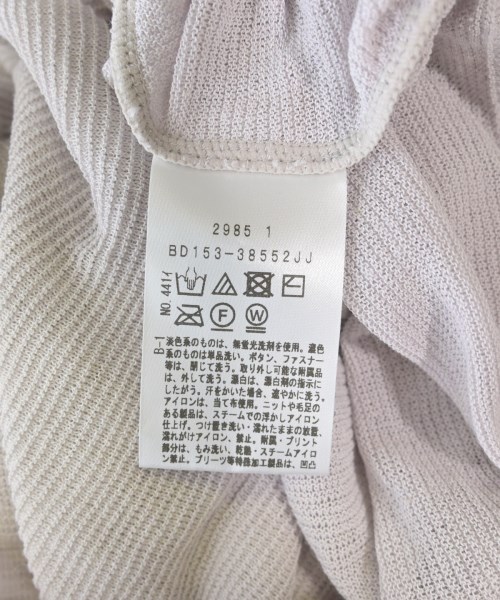 2985 1
BD153-38552JJ
NO.441イ
F
W
B-1
淡色系のものは、無蛍光洗剤を使用。濃色
系のものは単品洗い。ボタン、ファスナー
等は、閉じて洗う。取り外し可能な附属品
は、外して洗う。漂白は、漂白剤の指示に
したがう。汗をかいた場合、速やかに洗う。
アイロンは、当て布使用。ニットや毛足の
ある製品は、スチームでの浮かしアイロン
仕上げ。つけ置き洗い・濡れたままの放置、
濡れがけアイロン、禁止。附属・プリント
部分は、もみ洗い、乾熱・スチームアイロ
ン禁止。プリーツ等特殊加工製品は、凹凸